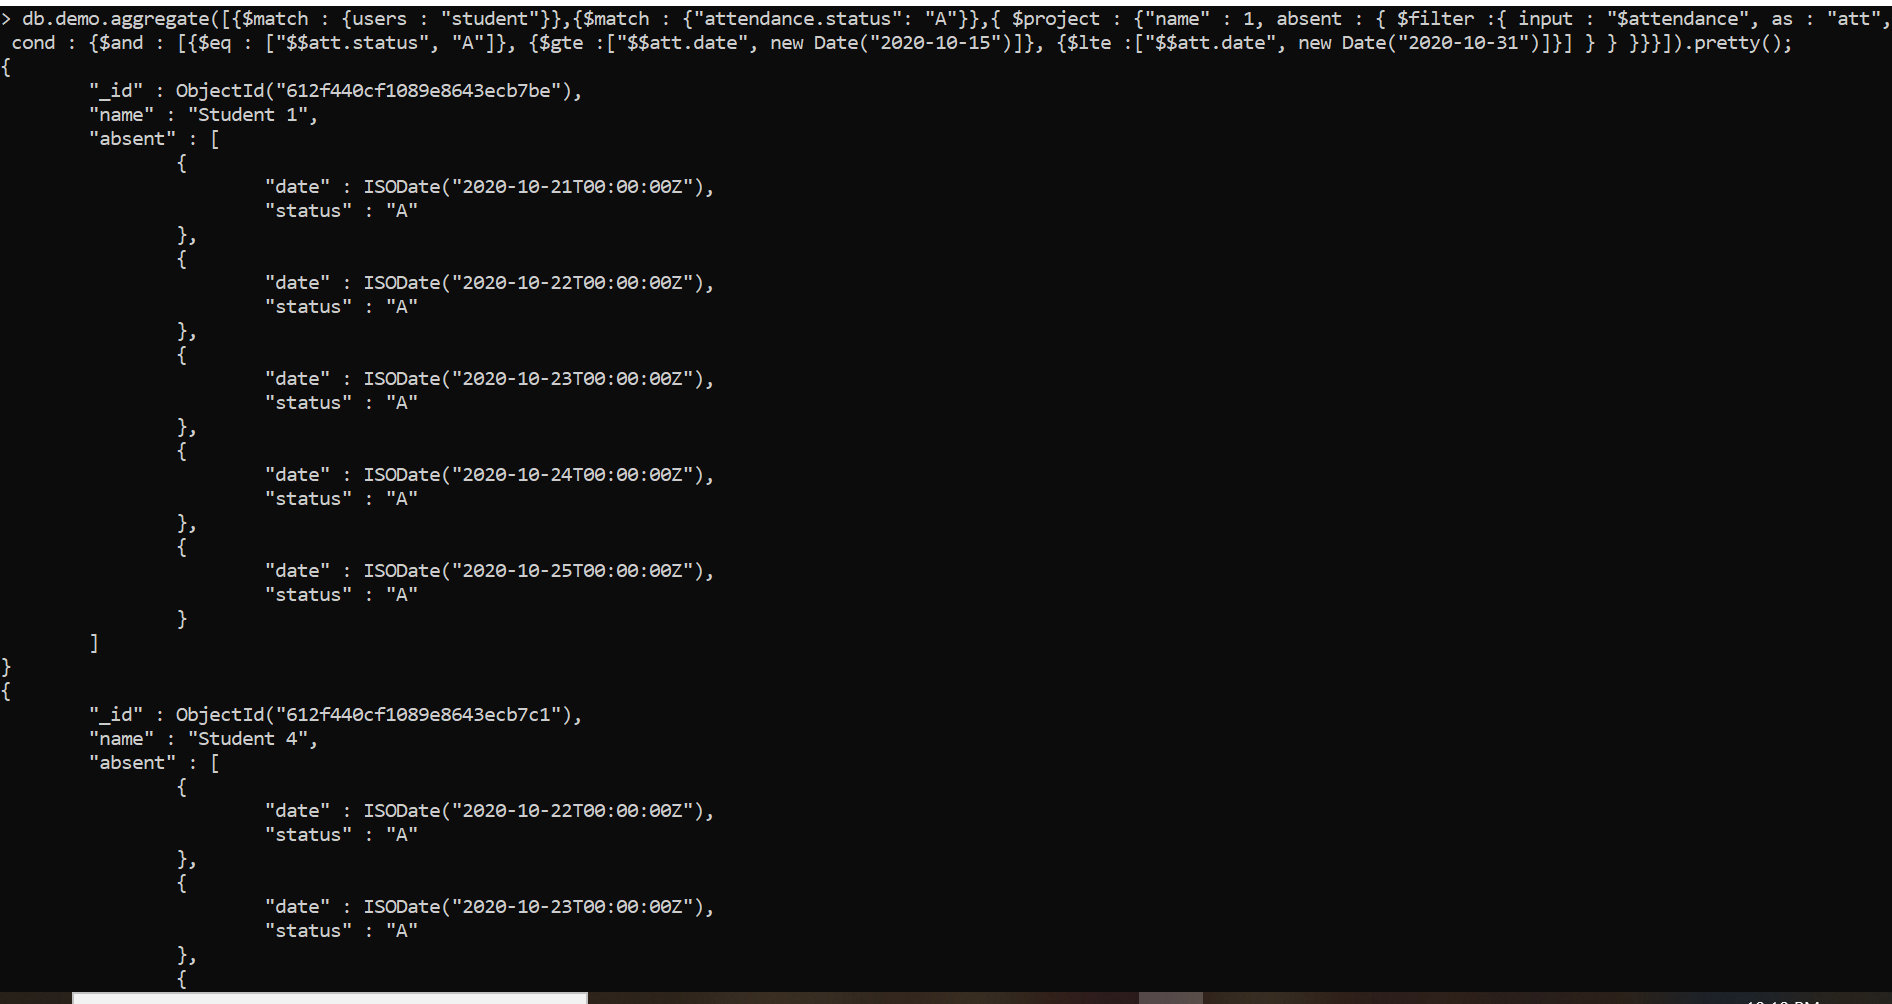 > db.demo.aggregate([{$match : {users : "student"}},{$match : {"attendance.status": "A"}},{ $project : {"name" : 1, absent : { $filter :{ input : "$attendance", as : "att",
cond : {$and : [{$eq : ["$$att.status", "A"]}, {$gte :["$$att.date", new Date("2020-10-15")]}, {$lte :["$$att.date", new Date("2020-10-31")]}] } } }}}]).pretty();
{
"_id" : ObjectId("612f440cf1089e8643ecb7be"),
"name" : "Student 1",
"absent" : [
{
"date" : ISODate("2020-10-21T00:00:00Z"),
"status" : "A"
},
{
"date" : ISODate("2020-10-22T00:00:00Z"),
"status" : "A"
},
{
"date" : ISODate("2020-10-23T00:00:00Z"),
"status" : "A"
},
{
"date" : ISODate("2020-10-24T00:00:00Z"),
"status" : "A"
},
{
"date" : ISODate("2020-10-25T00:00:00Z"),
"status" : "A"
}
]
}
{
"_id" : ObjectId("612f440cf1089e8643ecb7c1"),
"name" : "Student 4",
"absent" : [
{
"date" : ISODate("2020-10-22T00:00:00Z"),
"status" : "A"
},
{
"date" : ISODate("2020-10-23T00:00:00Z"),
"status" : "A"
},
{